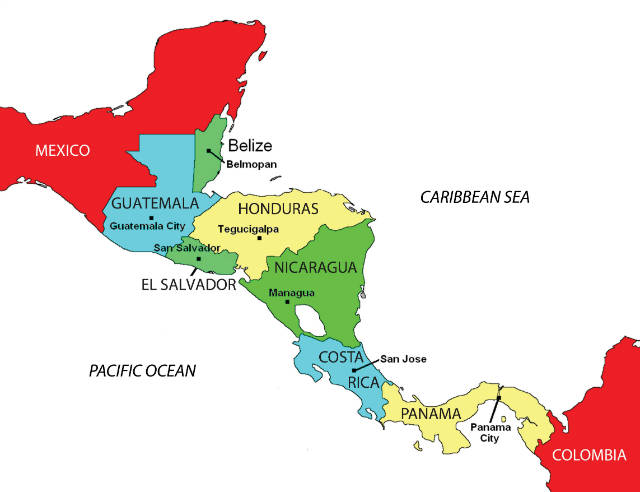 Belize
MEXICO
Belmopan
GUATEMALA
HONDURAS
CARIBBEAN SEA
Guatemala City
Tegucigalpa
San Salvador
NICARAGUA
EL SALVADOR
Managua
COSTA
RICA
San Jose
PACIFIC OCEAN
PANAMA
Panama
City
COLOMBIA